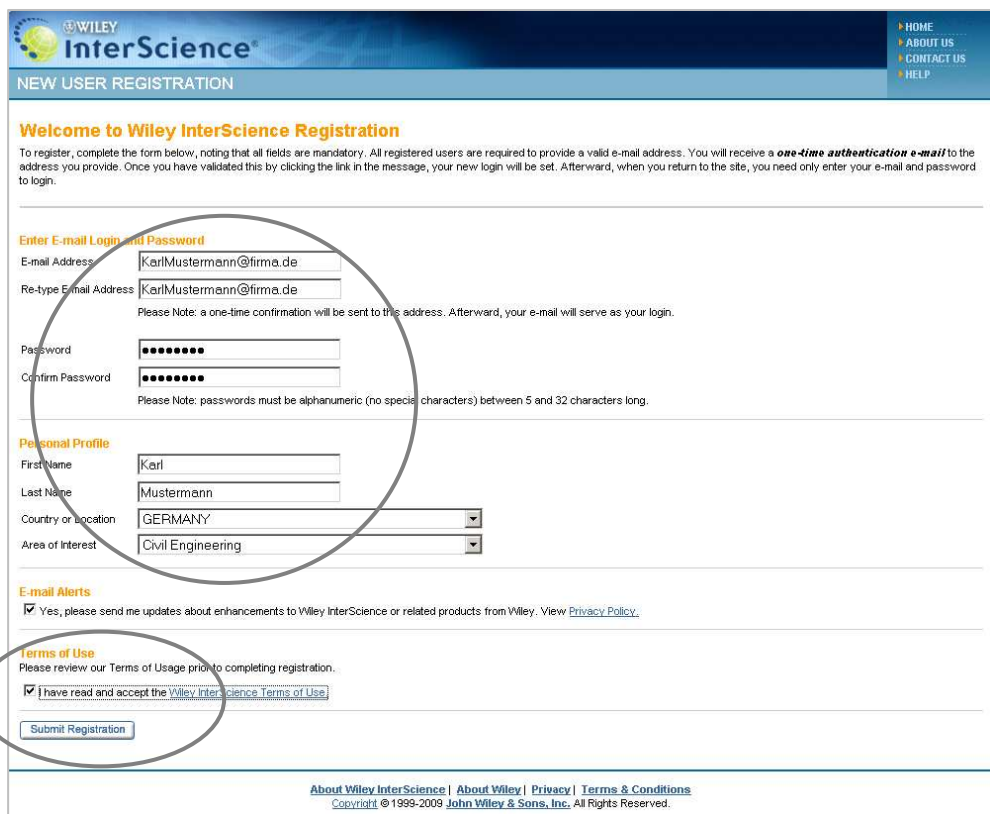 WILEY
InterScience®
HOME
ABOUT US
CONTACT US
HELP
NEW USER REGISTRATION
Welcome to Wiley InterScience Registration
To register, complete the form below, noting that all fields are mandatory. All registered users are required to provide a valid e-mail address. You will receive a one-time authentication e-mail to the
address you provide. Once you have validated this by clicking the link in the message, your new login will be set. Afterward, when you return to the site, you need only enter your e-mail and password
to login.
Enter E-mail Login and Password
E-mail Address KarlMustermann@firma.de
Re-type E-mail Address KarlMustermann@firma.de
Please Note: a one-time confirmation will be sent to this address. Afterward, your e-mail will serve as your login.
Password ●●●●●●●●
Confirm Password ●●●●●●●●
Please Note: passwords must be alphanumeric (no special characters) between 5 and 32 characters long.
Personal Profile
First Name Karl
Last Name Mustermann
Country or Location GERMANY
Area of Interest Civil Engineering
E-mail Alerts
Yes, please send me updates about enhancements to Wiley InterScience or related products from Wiley. View Privacy Policy.
Terms of Use
Please review our Terms of Usage prior to completing registration.
I have read and accept the Wiley InterScience Terms of Use.
Submit Registration
About Wiley InterScience | About Wiley | Privacy | Terms & Conditions
Copyright © 1999-2009 John Wiley & Sons, Inc. All Rights Reserved.